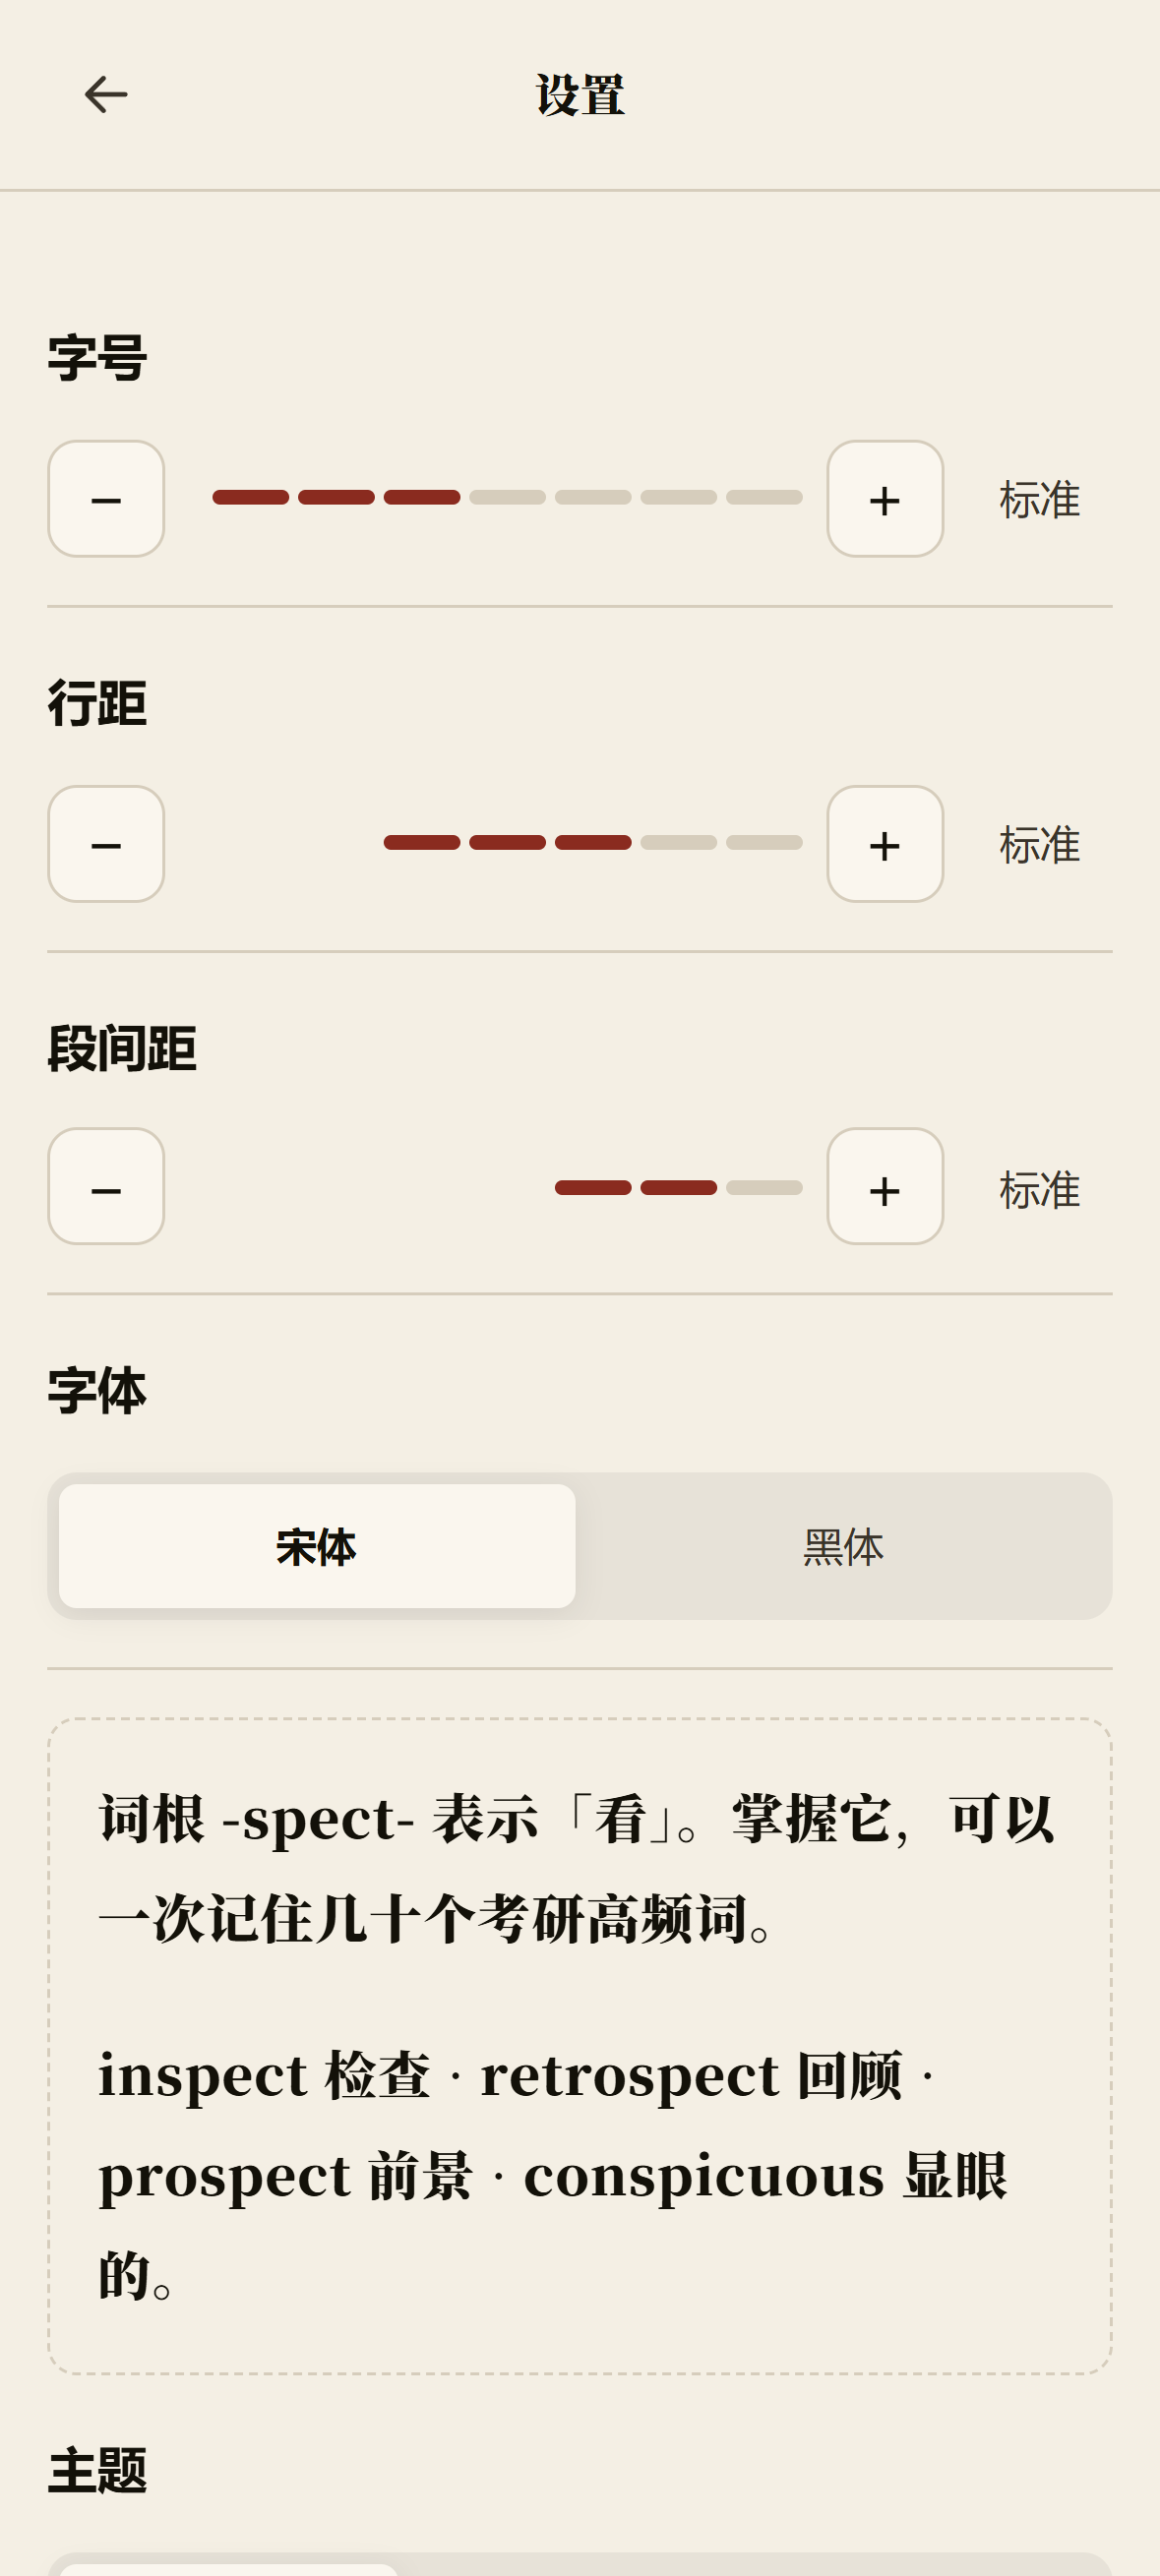 设置
字号
− + 标准
行距
− + 标准
段间距
− + 标准
字体
宋体 黑体
词根 -spect- 表示「看」。掌握它，可以
一次记住几十个考研高频词。
inspect 检查 · retrospect 回顾 ·
prospect 前景 · conspicuous 显眼
的。
主题